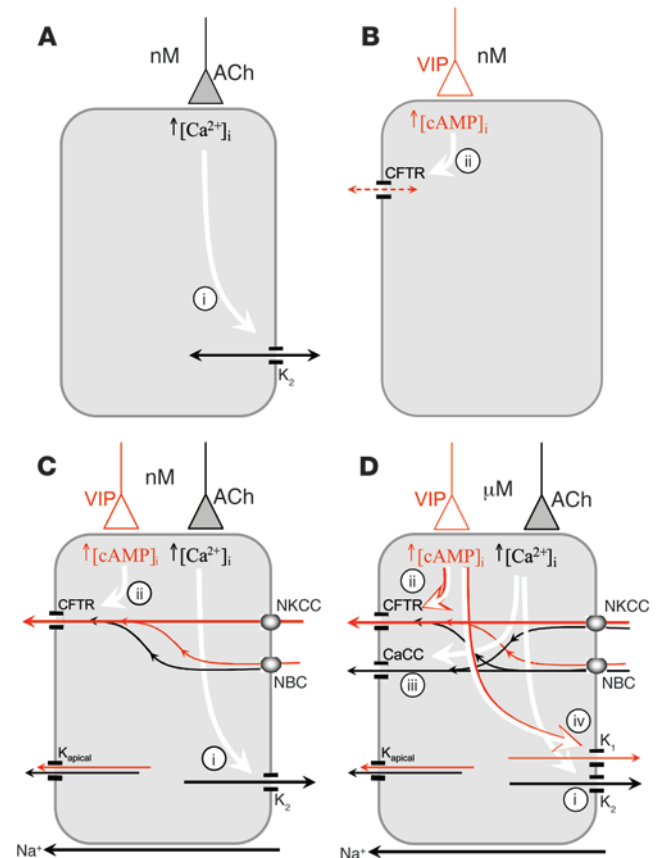 A
nM
ACh
↑[Ca²⁺]ᵢ
i
K₂
B
VIP nM
↑[cAMP]ᵢ
ii
CFTR
C
nM
VIP ACh
↑[cAMP]ᵢ ↑[Ca²⁺]ᵢ
ii
CFTR NKCC
NBC
Kapical
i
K₂
Na⁺
D
μM
VIP ACh
↑[cAMP]ᵢ ↑[Ca²⁺]ᵢ
ii
CFTR NKCC
CaCC
iii NBC
iv
K₁
Kapical
i K₂
Na⁺